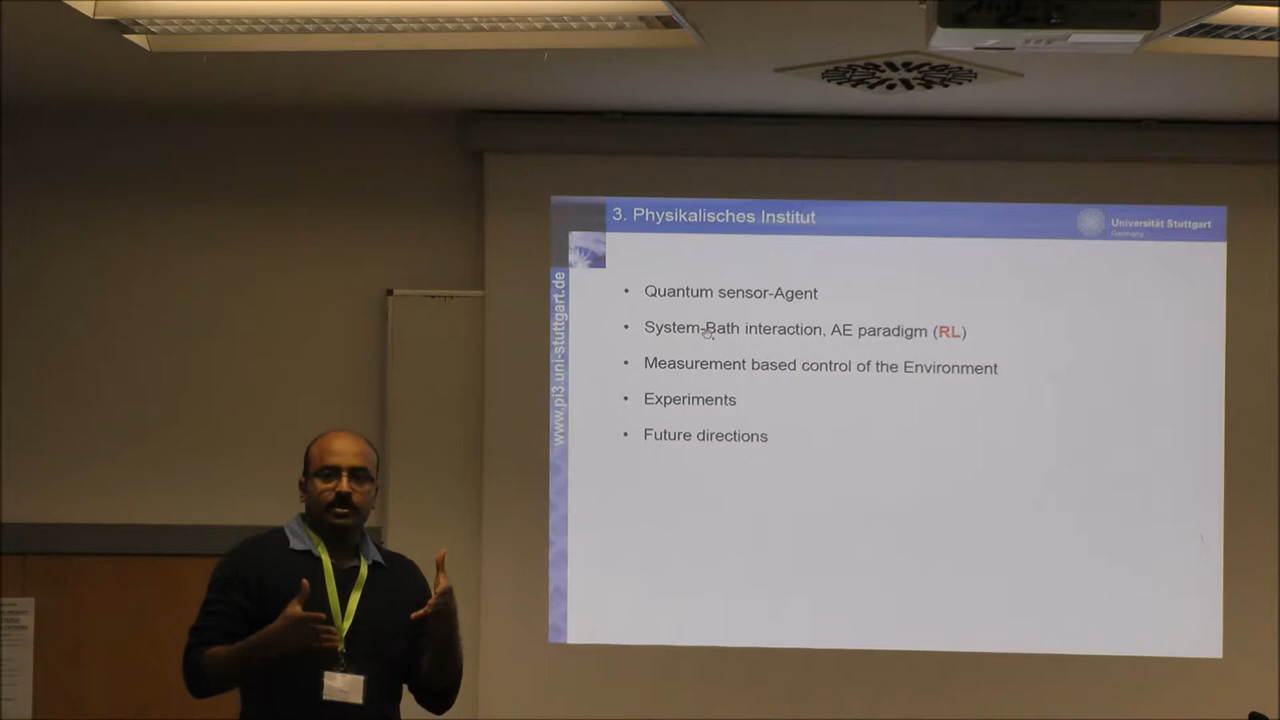 3. Physikalisches Institut
Universität Stuttgart
Germany
www.pi3.uni-stuttgart.de
• Quantum sensor-Agent
• System-Bath interaction, AE paradigm (RL)
• Measurement based control of the Environment
• Experiments
• Future directions